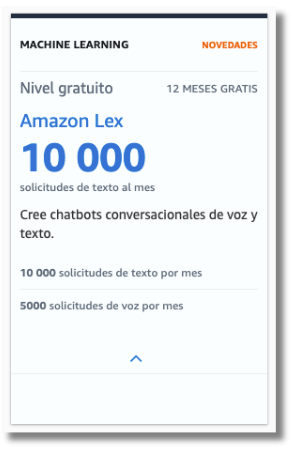 MACHINE LEARNING NOVEDADES
Nivel gratuito 12 MESES GRATIS
Amazon Lex
10 000
solicitudes de texto al mes
Cree chatbots conversacionales de voz y
texto.
10 000 solicitudes de texto por mes
5000 solicitudes de voz por mes